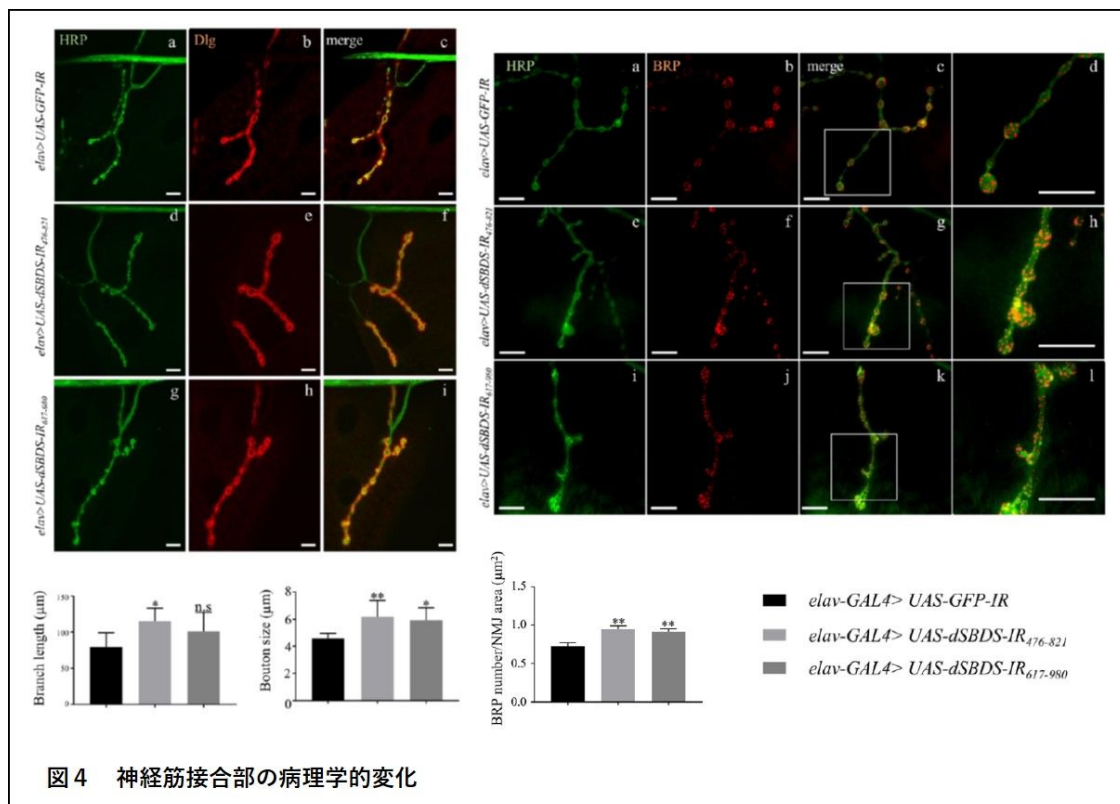 HRP a Dlg b merge c
elav>UAS-GFP-IR
d e f
elav>UAS-dSBDS-IR476-821
g h i
elav>UAS-dSBDS-IR617-980
HRP a BRP b merge c d
elav>UAS-GFP-IR
e f g h
elav>UAS-dSBDS-IR476-821
i j k l
elav>UAS-dSBDS-IR617-980
Branch length (μm)
150
100
50
0
* n.s
Bouton size (μm)
8
6
4
2
0
** *
BRP number/NMJ area (μm²)
1.5
1.0
0.5
0.0
** **
elav-GAL4> UAS-GFP-IR
elav-GAL4> UAS-dSBDS-IR476-821
elav-GAL4> UAS-dSBDS-IR617-980
図4 神経筋接合部の病理学的変化